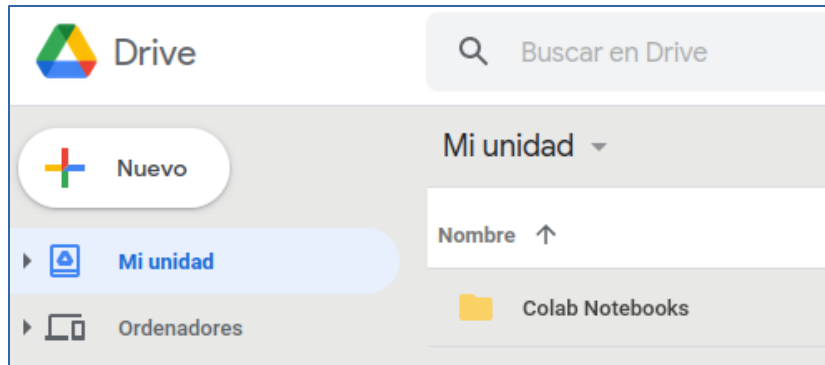 Drive
Buscar en Drive
Nuevo
Mi unidad
Ordenadores
Mi unidad
Nombre
Colab Notebooks